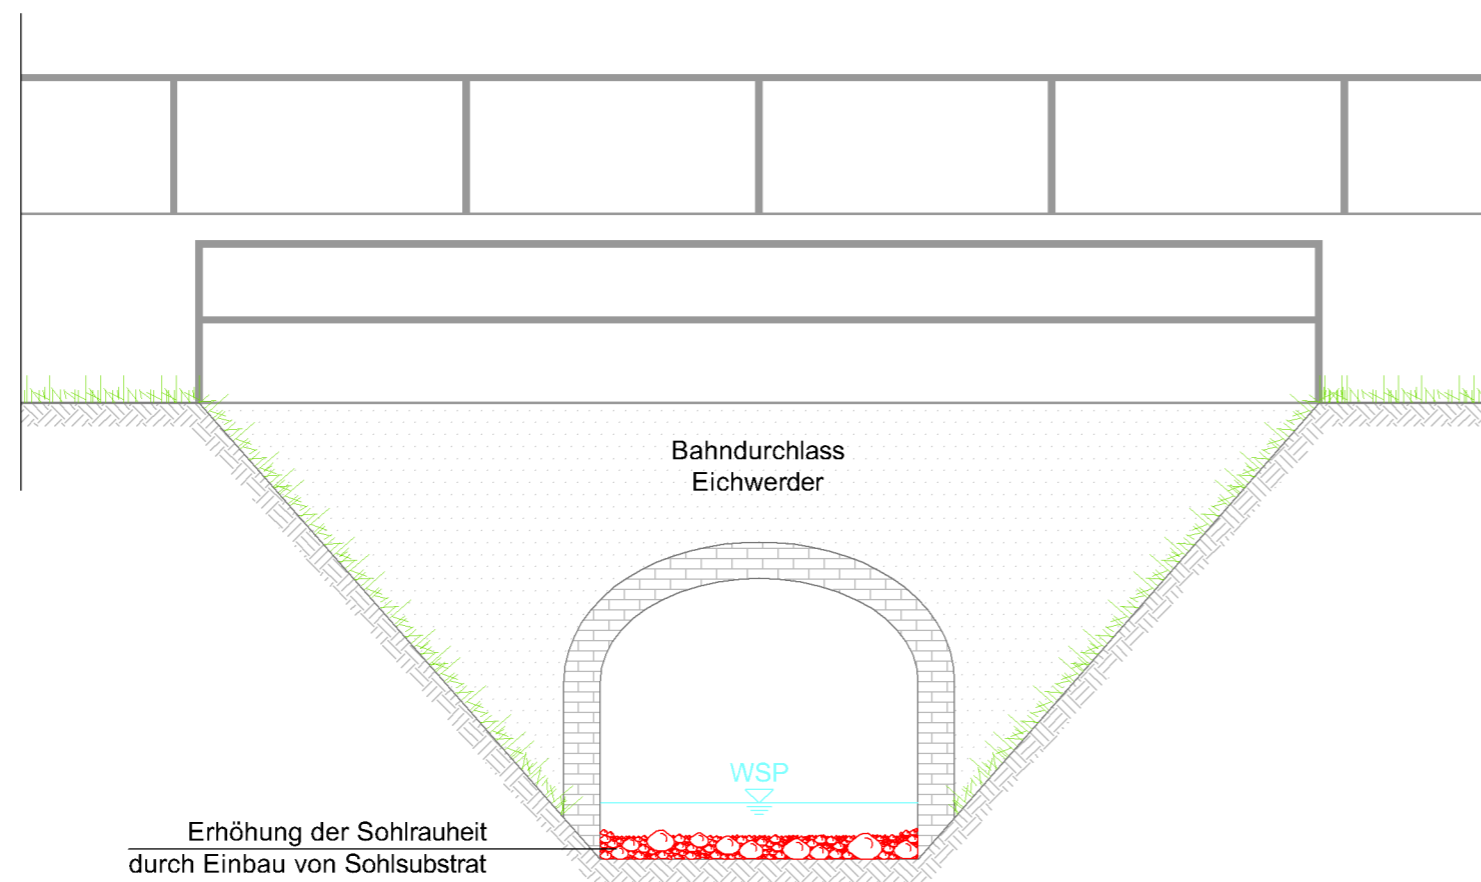 Bahndurchlass
Eichwerder
WSP
Erhöhung der Sohlrauheit
durch Einbau von Sohlsubstrat